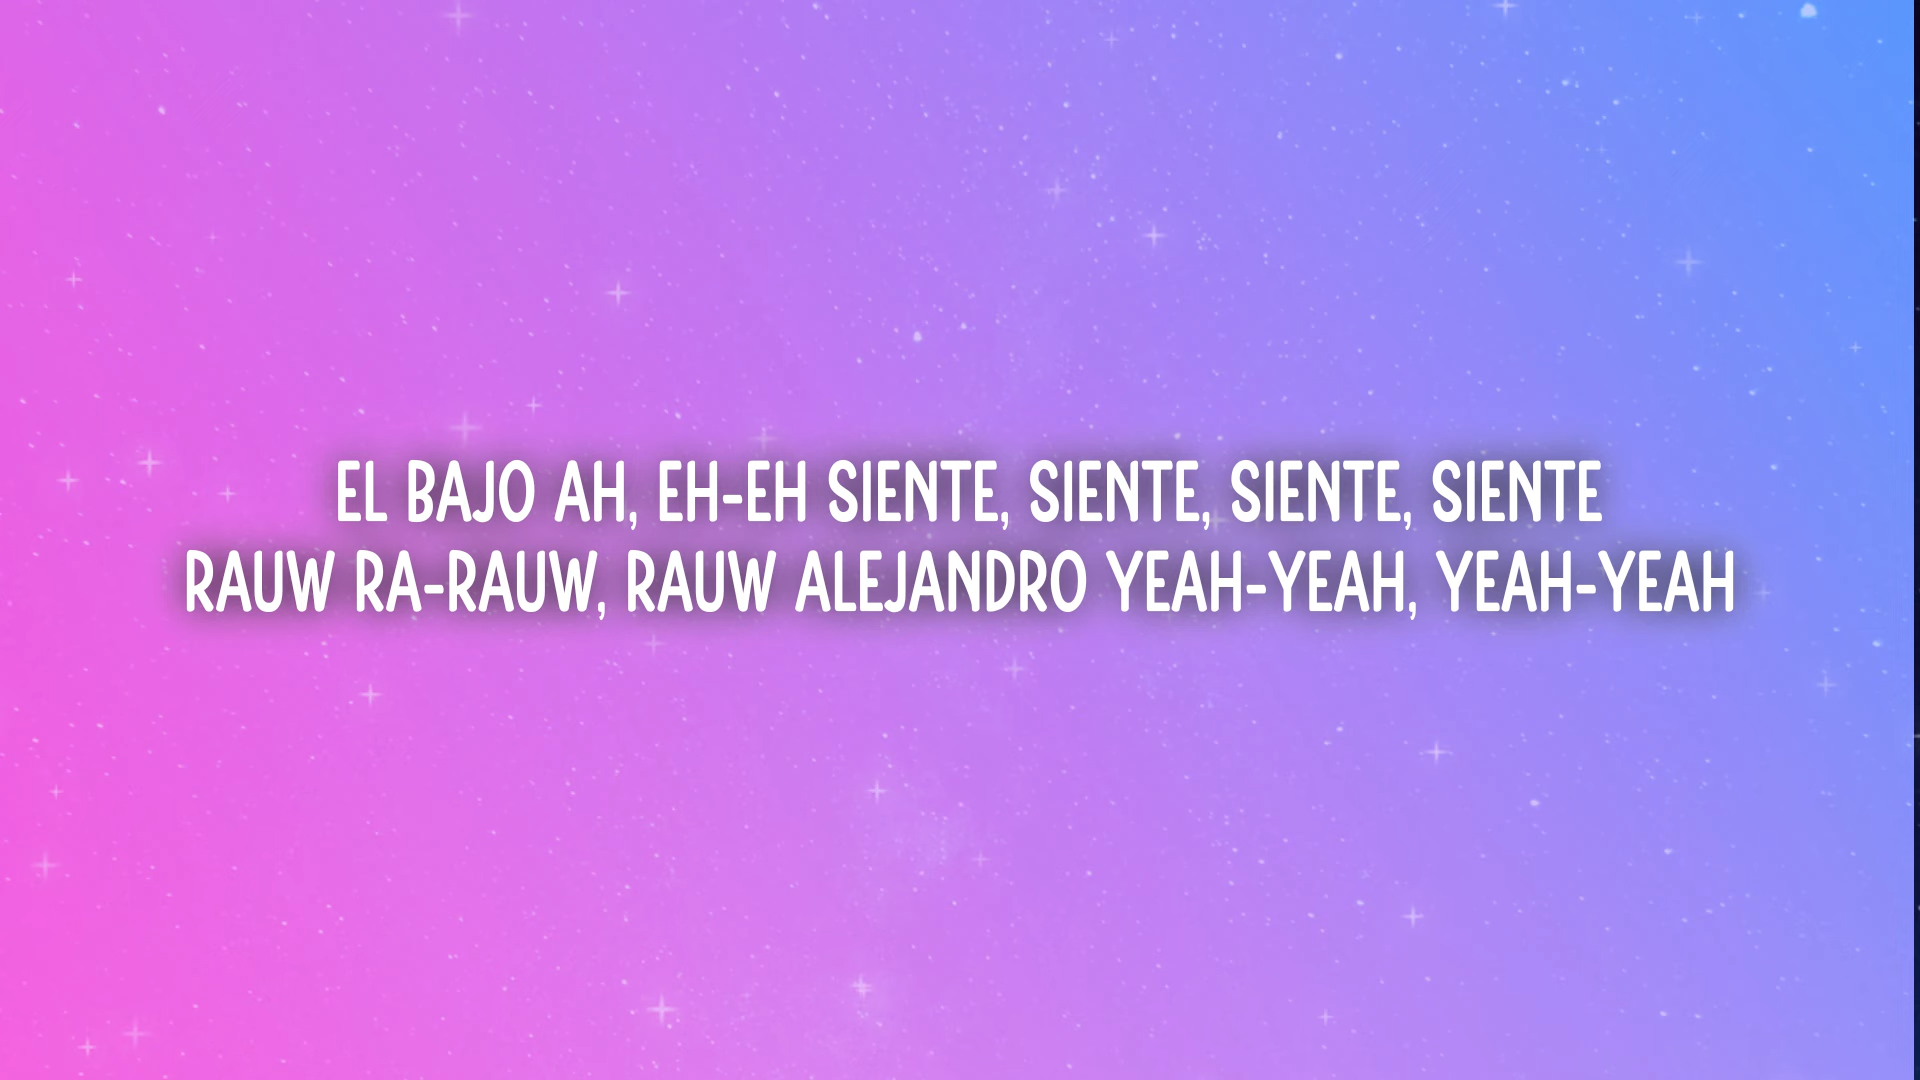 EL BAJO AH, EH-EH SIENTE, SIENTE, SIENTE, SIENTE
RAUW RA-RAUW, RAUW ALEJANDRO YEAH-YEAH, YEAH-YEAH